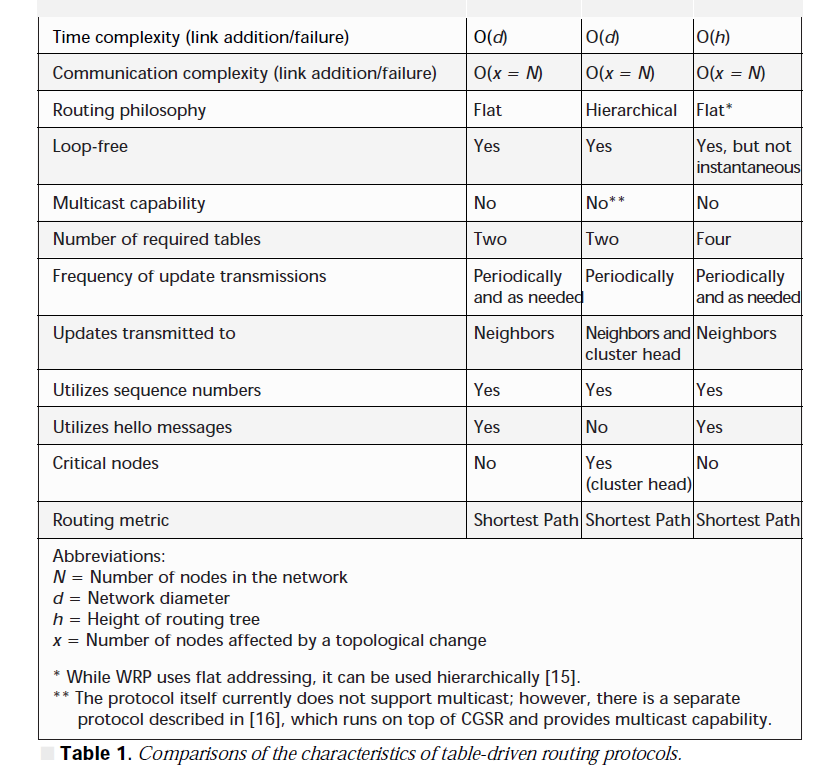 Time complexity (link addition/failure) O(d) O(d) O(h)
Communication complexity (link addition/failure) O(x = N) O(x = N) O(x = N)
Routing philosophy Flat Hierarchical Flat*
Loop-free Yes Yes Yes, but not
instantaneous
Multicast capability No No** No
Number of required tables Two Two Four
Frequency of update transmissions Periodically Periodically Periodically
and as needed and as needed
Updates transmitted to Neighbors Neighbors and Neighbors
cluster head
Utilizes sequence numbers Yes Yes Yes
Utilizes hello messages Yes No Yes
Critical nodes No Yes No
(cluster head)
Routing metric Shortest Path Shortest Path Shortest Path
Abbreviations:
N = Number of nodes in the network
d = Network diameter
h = Height of routing tree
x = Number of nodes affected by a topological change
* While WRP uses flat addressing, it can be used hierarchically [15].
** The protocol itself currently does not support multicast; however, there is a separate
protocol described in [16], which runs on top of CGSR and provides multicast capability.
Table 1. Comparisons of the characteristics of table-driven routing protocols.